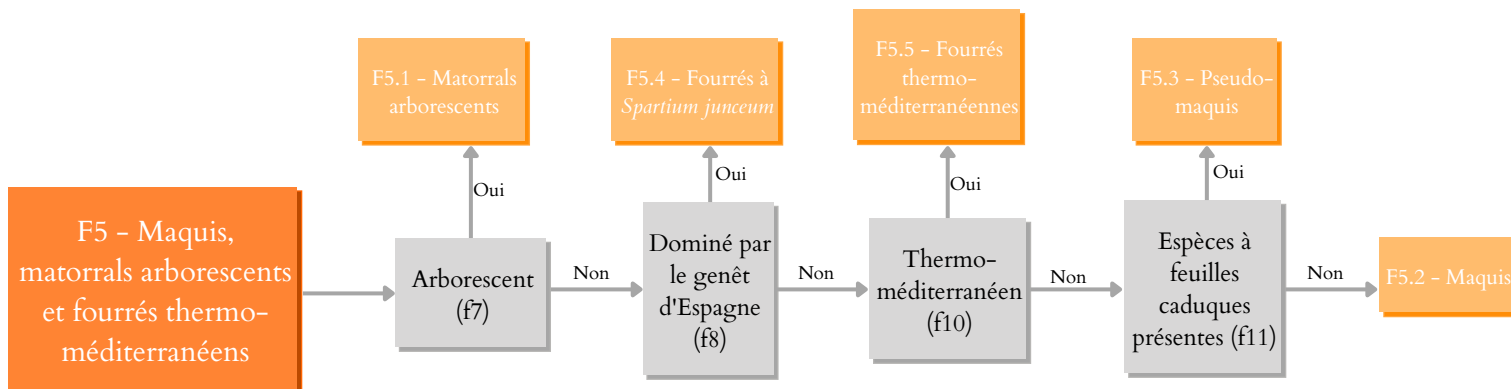 F5 - Maquis,
matorrals arborescents
et fourrés thermo-
méditerranéens
Arborescent
(f7)
Oui
F5.1 - Matorrals
arborescents
Non
Dominé par
le genêt
d'Espagne
(f8)
Oui
F5.4 - Fourrés à
Spartium junceum
Non
Thermo-
méditerranéen
(f10)
Oui
F5.5 - Fourrés
thermo-
méditerranéennes
Non
Espèces à
feuilles
caduques
présentes (f11)
Oui
F5.3 - Pseudo-
maquis
Non
F5.2 - Maquis